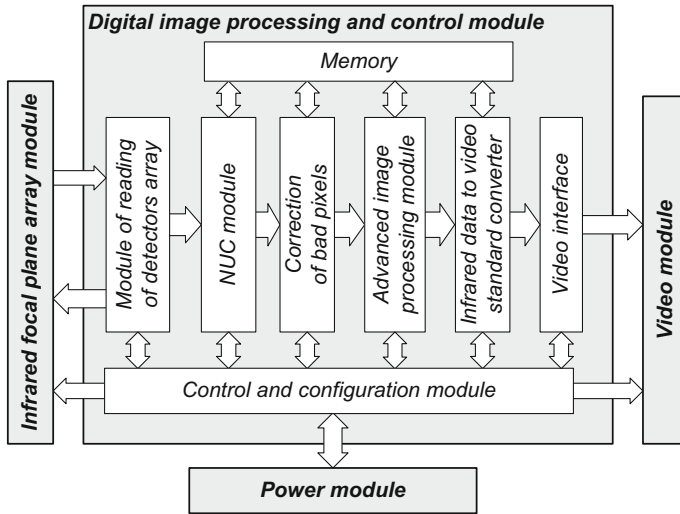 Digital image processing and control module
Memory
Infrared focal plane array module
Module of reading
of detectors array
NUC module
Correction
of bad pixels
Advanced image
processing module
Infrared data to video
standard converter
Video interface
Video module
Control and configuration module
Power module